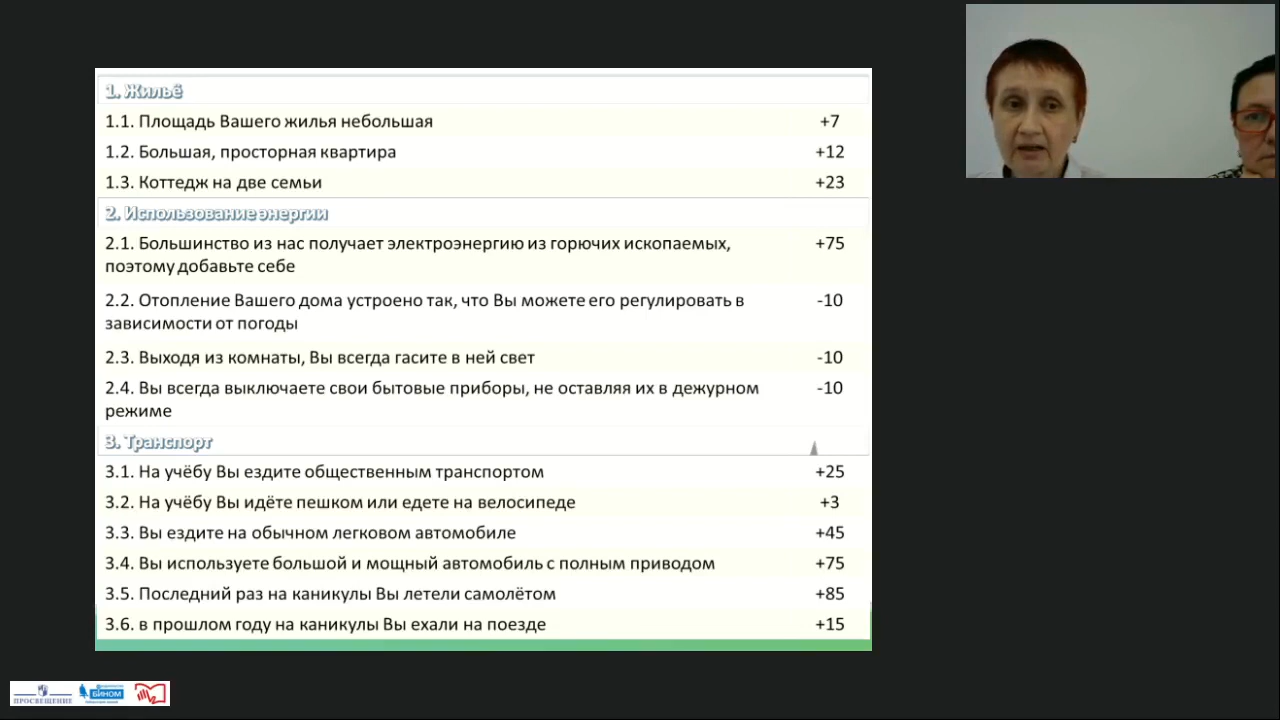 1. Жильё
1.1. Площадь Вашего жилья небольшая +7
1.2. Большая, просторная квартира +12
1.3. Коттедж на две семьи +23
2. Использование энергии
2.1. Большинство из нас получает электроэнергию из горючих ископаемых, +75
поэтому добавьте себе
2.2. Отопление Вашего дома устроено так, что Вы можете его регулировать в -10
зависимости от погоды
2.3. Выходя из комнаты, Вы всегда гасите в ней свет -10
2.4. Вы всегда выключаете свои бытовые приборы, не оставляя их в дежурном -10
режиме
3. Транспорт
3.1. На учёбу Вы ездите общественным транспортом +25
3.2. На учёбу Вы идёте пешком или едете на велосипеде +3
3.3. Вы ездите на обычном легковом автомобиле +45
3.4. Вы используете большой и мощный автомобиль с полным приводом +75
3.5. Последний раз на каникулы Вы летели самолётом +85
3.6. в прошлом году на каникулы Вы ехали на поезде +15
ПРОСВЕЩЕНИЕ
БИНОМ